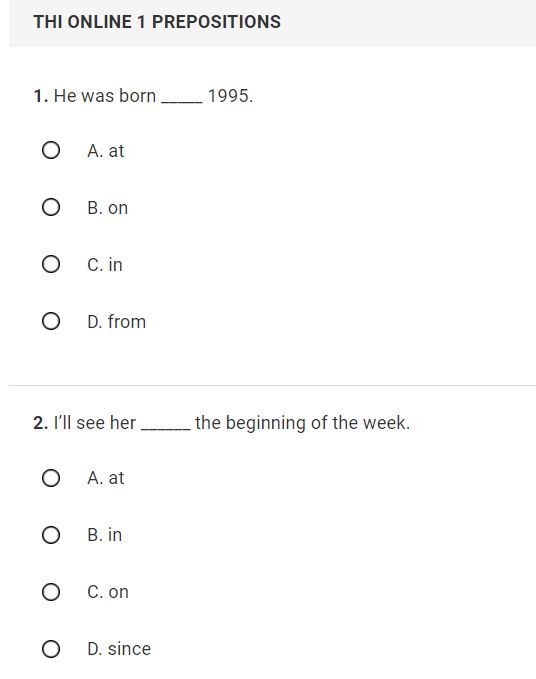 THI ONLINE 1 PREPOSITIONS
1. He was born _____ 1995.
A. at
B. on
C. in
D. from
2. I'll see her ______ the beginning of the week.
A. at
B. in
C. on
D. since